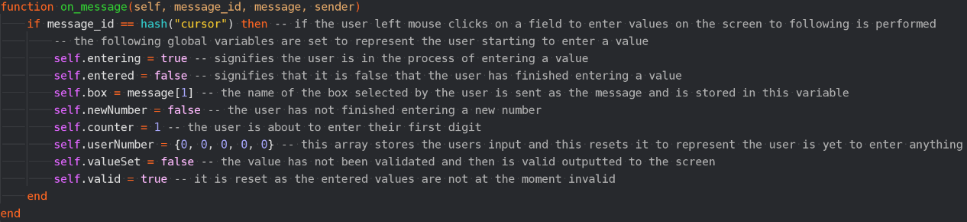 function on_message(self, message_id, message, sender)
if message_id == hash("cursor") then -- if the user left mouse clicks on a field to enter values on the screen to following is performed
-- the following global variables are set to represent the user starting to enter a value
self.entering = true -- signifies the user is in the process of entering a value
self.entered = false -- signifies that it is false that the user has finished entering a value
self.box = message[1] -- the name of the box selected by the user is sent as the message and is stored in this variable
self.newNumber = false -- the user has not finished entering a new number
self.counter = 1 -- the user is about to enter their first digit
self.userNumber = {0, 0, 0, 0, 0} -- this array stores the users input and this resets it to represent the user is yet to enter anything
self.valueSet = false -- the value has not been validated and then is valid outputted to the screen
self.valid = true -- it is reset as the entered values are not at the moment invalid
end
end